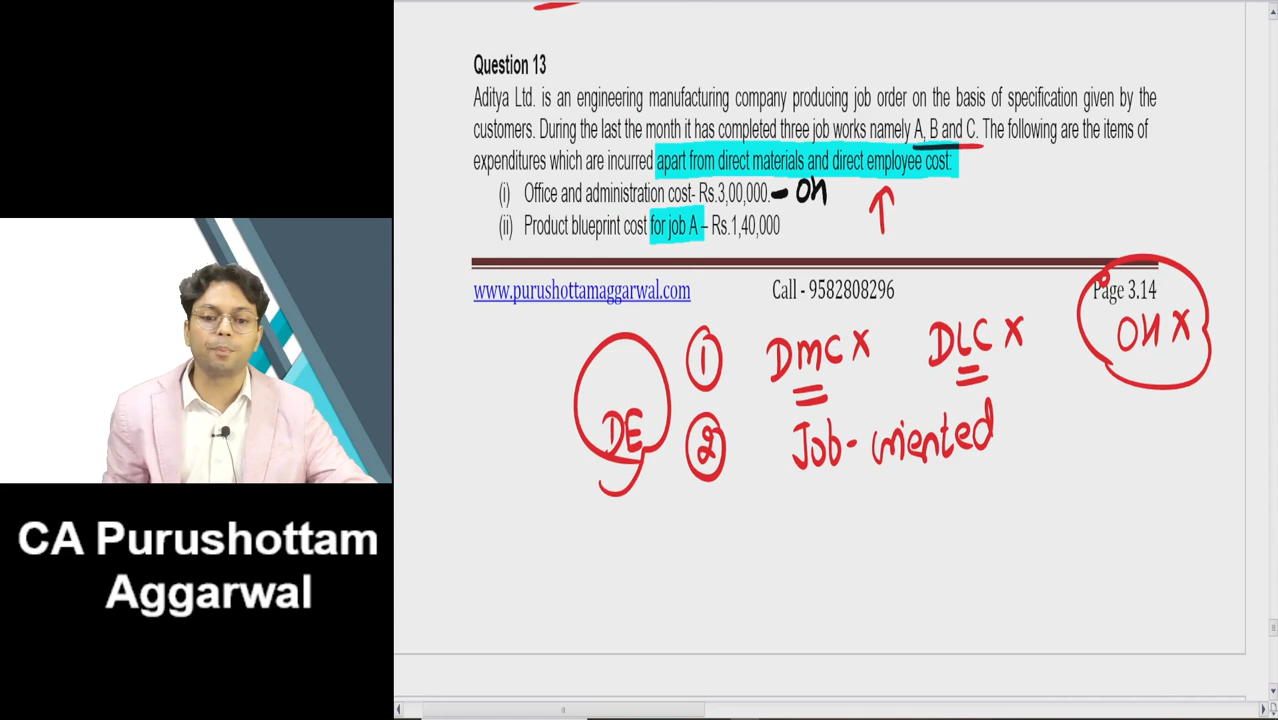 Question 13
Aditya Ltd. is an engineering manufacturing company producing job order on the basis of specification given by the
customers. During the last the month it has completed three job works namely A, B and C. The following are the items of
expenditures which are incurred apart from direct materials and direct employee cost:
(i) Office and administration cost- Rs.3,00,000. - OH
(ii) Product blueprint cost for job A – Rs.1,40,000
www.purushottamaggarwal.com Call - 9582808296 Page 3.14
DE
① DMC X DLC X OH X
② Job-oriented
CA Purushottam
Aggarwal